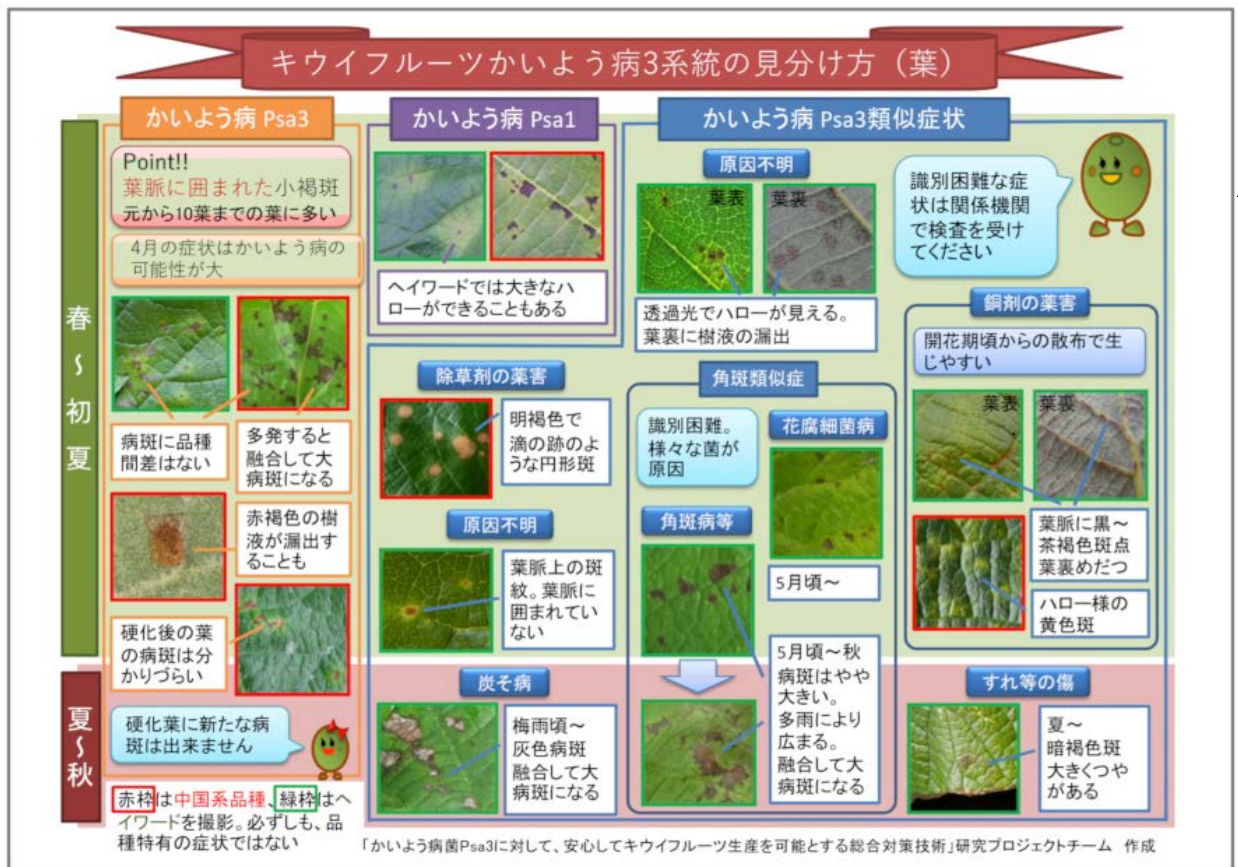 キウイフルーツかいよう病3系統の見分け方（葉）
春～初夏
かいよう病 Psa3
Point!!
葉脈に囲まれた小褐斑
元から10葉までの葉に多い
4月の症状はかいよう病の
可能性が大
病斑に品種
間差はない
多発すると
融合して大
病斑になる
赤褐色の樹
液が漏出す
ることも
硬化後の葉
の病斑は分
かりづらい
かいよう病 Psa1
ヘイワードでは大きなハ
ローができることもある
かいよう病 Psa3類似症状
原因不明
葉表
葉裏
透過光でハローが見える。
葉裏に樹液の漏出
識別困難な症
状は関係機関
で検査を受け
てください
除草剤の薬害
明褐色で
滴の跡のよ
うな円形斑
原因不明
葉脈上の斑
紋。葉脈に
囲まれてい
ない
角斑類似症
識別困難。
様々な菌が
原因
花腐細菌病
5月頃～
角斑病等
5月頃～秋
病斑はやや
大きい。
多雨により
広まる。
融合して大
病斑になる
銅剤の薬害
開花期頃からの散布で生
じやすい
葉表
葉裏
葉脈に黒～
茶褐色斑点
葉裏めだつ
ハロー様の
黄色斑
夏～秋
硬化葉に新たな病
斑は出来ません
炭そ病
梅雨頃～
灰色病斑
融合して大
病斑になる
すれ等の傷
夏～
暗褐色斑
大きくつや
がある
赤枠は中国系品種、緑枠はヘ
イワードを撮影。必ずしも、品
種特有の症状ではない
「かいよう病菌Psa3に対して、安心してキウイフルーツ生産を可能とする総合対策技術」研究プロジェクトチーム　作成